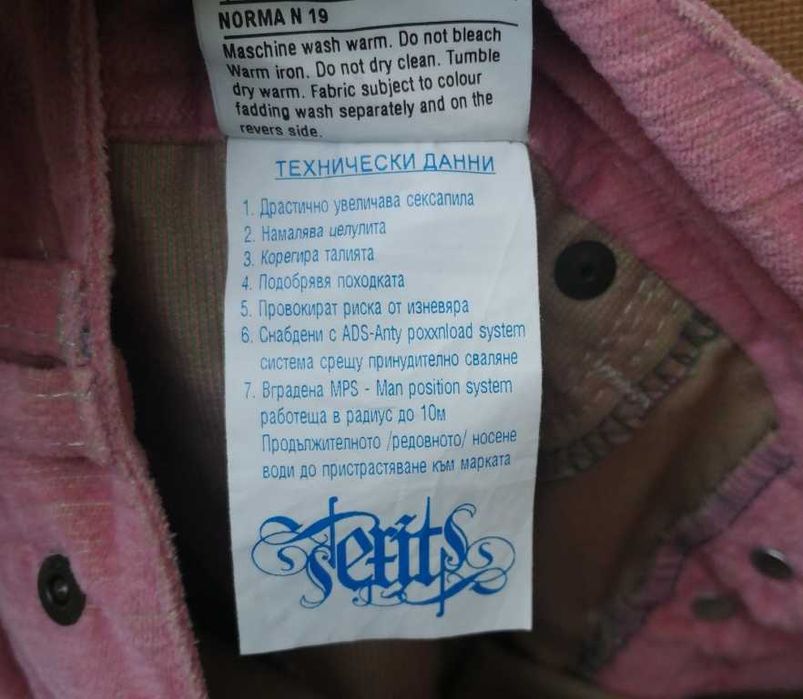 NORMA N 19
Maschine wash warm. Do not bleach
Warm iron. Do not dry clean. Tumble
dry warm. Fabric subject to colour
fadding wash separately and on the
revers side.
ТЕХНИЧЕСКИ ДАННИ
1. Драстично увеличава сексапила
2. Намалява целулита
3. Корегира талията
4. Подобрявя походката
5. Провокират риска от изневяра
6. Снабдени с ADS-Anty poxxnload system
система срещу принудително сваляне
7. Вградена MPS - Man position system
работеща в радиус до 10м
Продължителното /редовното/ носене
води до пристрастяване към марката